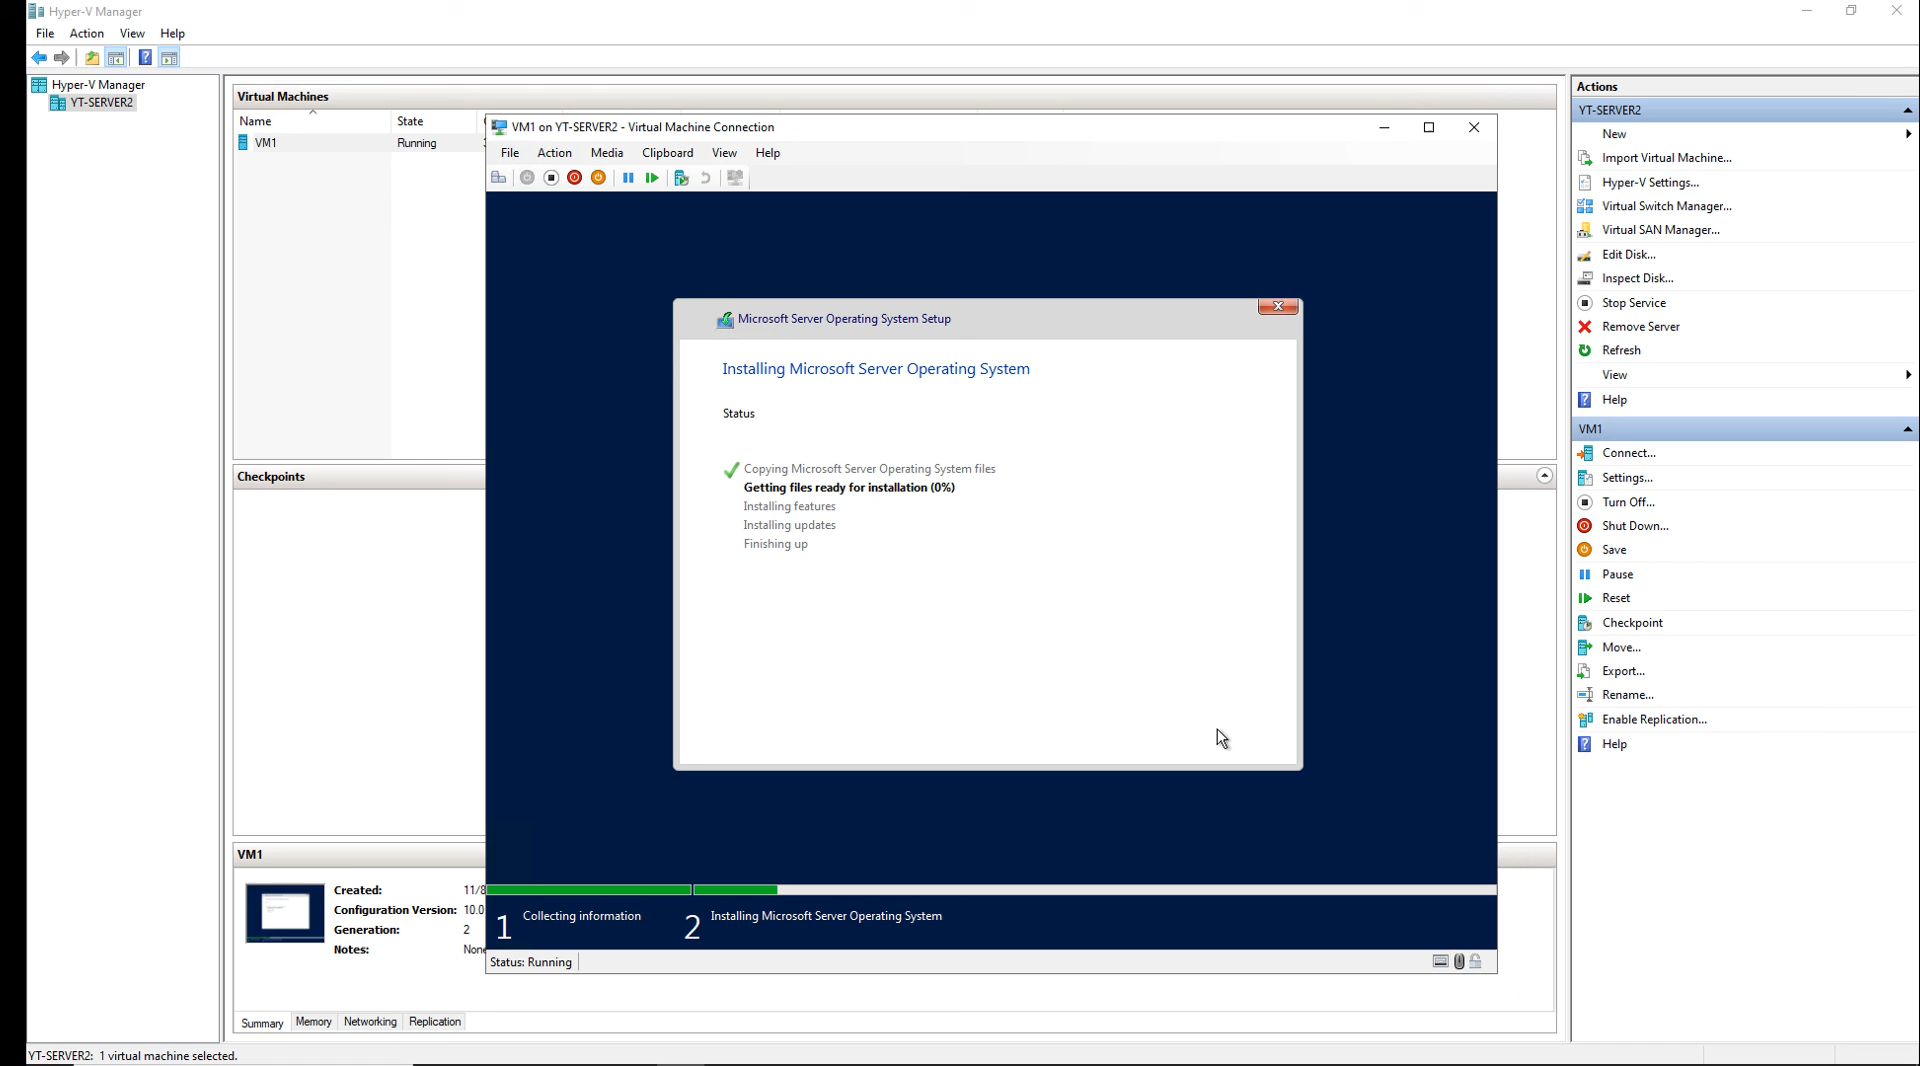 Hyper-V Manager
File Action View Help
Hyper-V Manager
YT-SERVER2
Virtual Machines
Name State
VM1 Running
VM1 on YT-SERVER2 - Virtual Machine Connection
File Action Media Clipboard View Help
Microsoft Server Operating System Setup
Installing Microsoft Server Operating System
Status
Copying Microsoft Server Operating System files
Getting files ready for installation (0%)
Installing features
Installing updates
Finishing up
1 Collecting information
2 Installing Microsoft Server Operating System
Status: Running
Checkpoints
VM1
Created: 11/8
Configuration Version: 10.0
Generation: 2
Notes: None
Summary Memory Networking Replication
YT-SERVER2: 1 virtual machine selected.
Actions
YT-SERVER2
New
Import Virtual Machine...
Hyper-V Settings...
Virtual Switch Manager...
Virtual SAN Manager...
Edit Disk...
Inspect Disk...
Stop Service
Remove Server
Refresh
View
Help
VM1
Connect...
Settings...
Turn Off...
Shut Down...
Save
Pause
Reset
Checkpoint
Move...
Export...
Rename...
Enable Replication...
Help